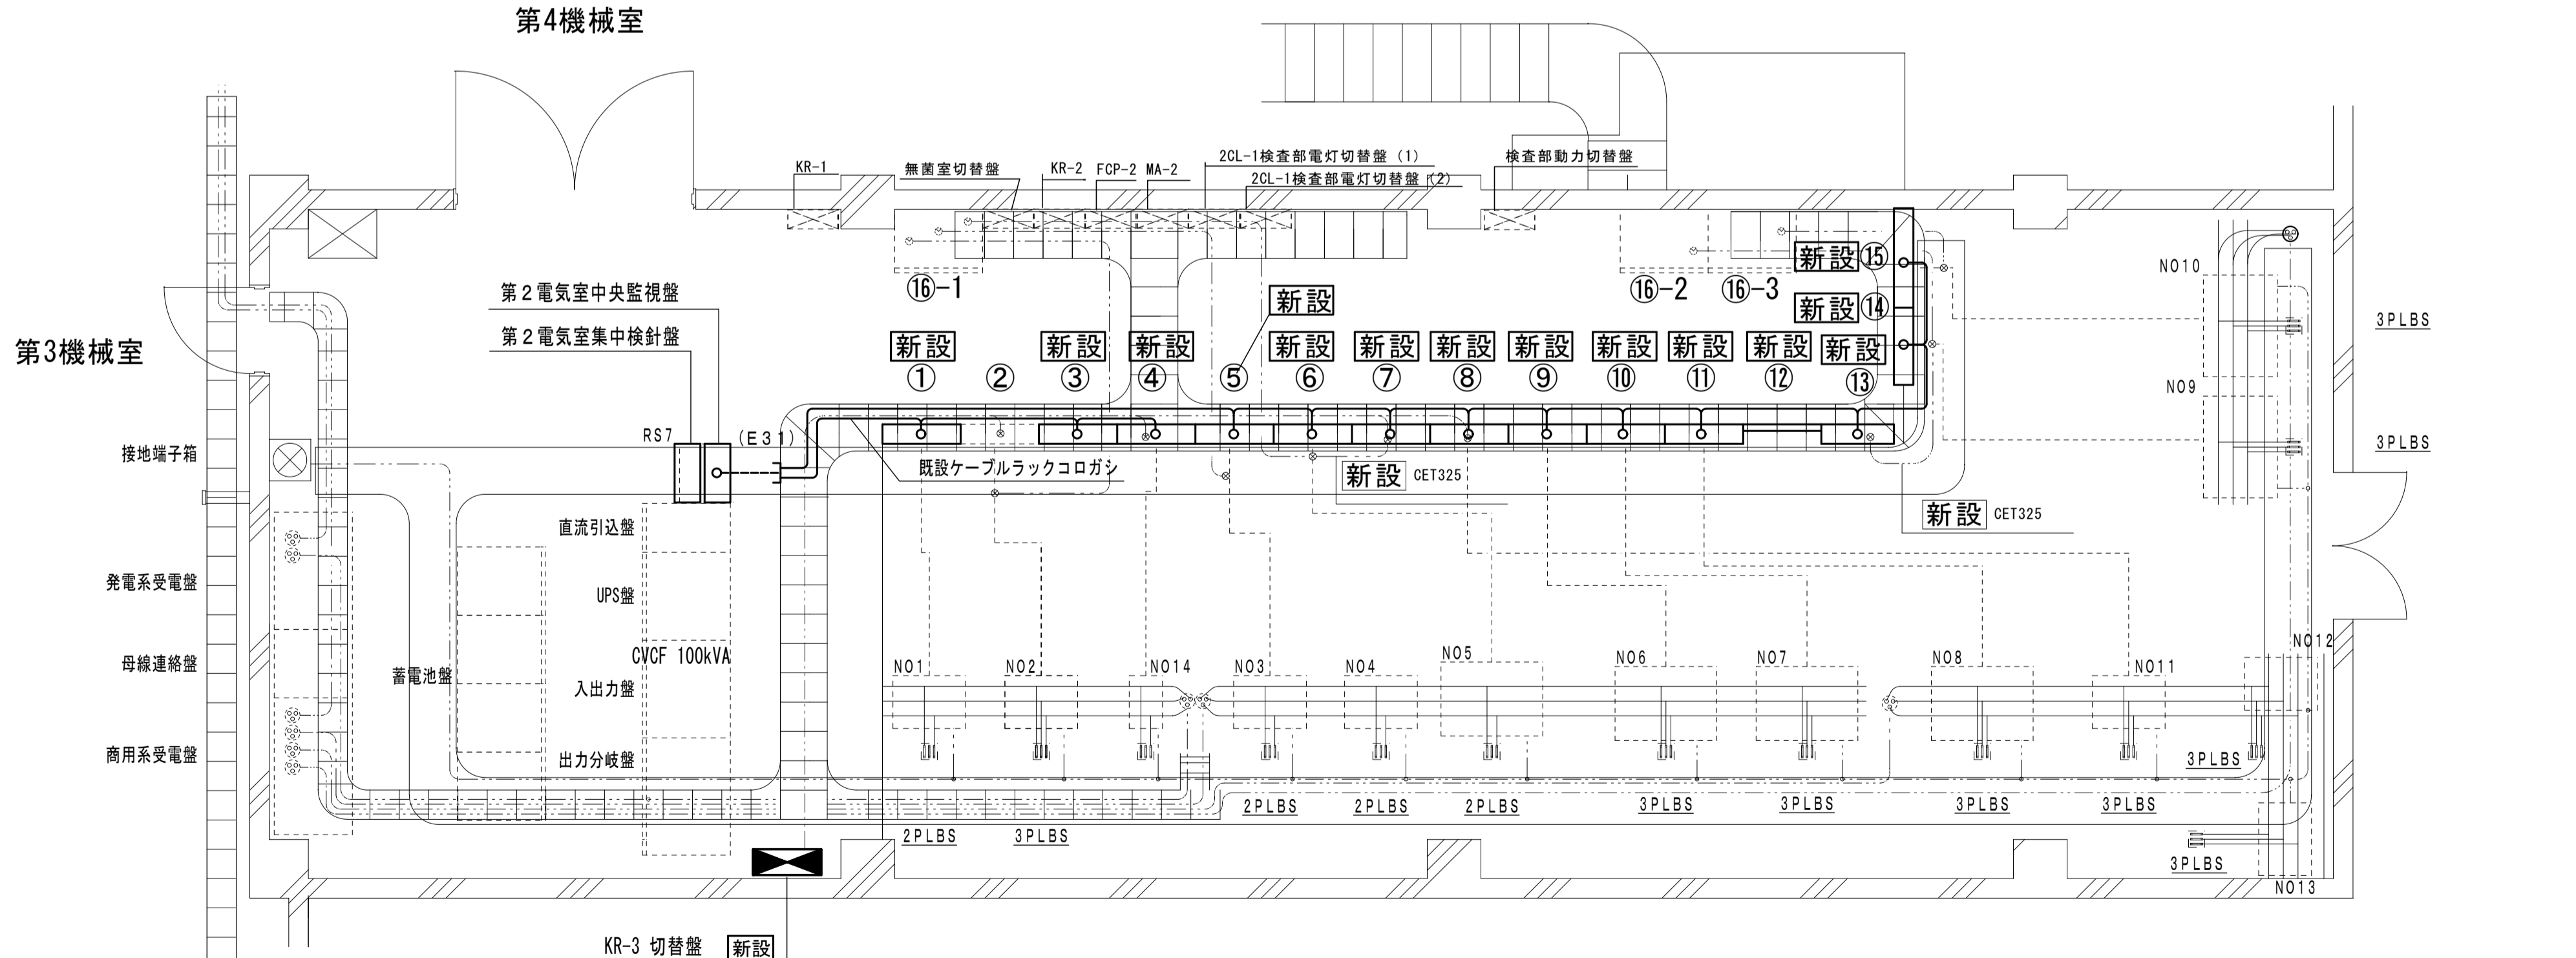 第4機械室
KR-1
無菌室切替盤
KR-2
FCP-2
MA-2
2CL-1検査部電灯切替盤(1)
2CL-1検査部電灯切替盤(2)
検査部動力切替盤
第3機械室
第2電気室中央監視盤
第2電気室集中検針盤
⑯-1
⑯-2
⑯-3
新設 ⑮
新設 ⑭
新設
新設 新設 新設 新設 新設 新設 新設 新設 新設 新設 新設
① ② ③ ④ ⑤ ⑥ ⑦ ⑧ ⑨ ⑩ ⑪ ⑫ ⑬
NO10
3PLBS
NO9
3PLBS
RS7
(E31)
既設ケーブルラックコロガシ
新設 CET325
新設 CET325
接地端子箱
発電系受電盤
母線連絡盤
商用系受電盤
蓄電池盤
直流引込盤
UPS盤
CVCF 100kVA
入出力盤
出力分岐盤
NO1
NO2
NO14
NO3
NO4
NO5
NO6
NO7
NO8
NO11
NO12
3PLBS
2PLBS
3PLBS
2PLBS
2PLBS
2PLBS
3PLBS
3PLBS
3PLBS
3PLBS
3PLBS
NO13
KR-3 切替盤 新設